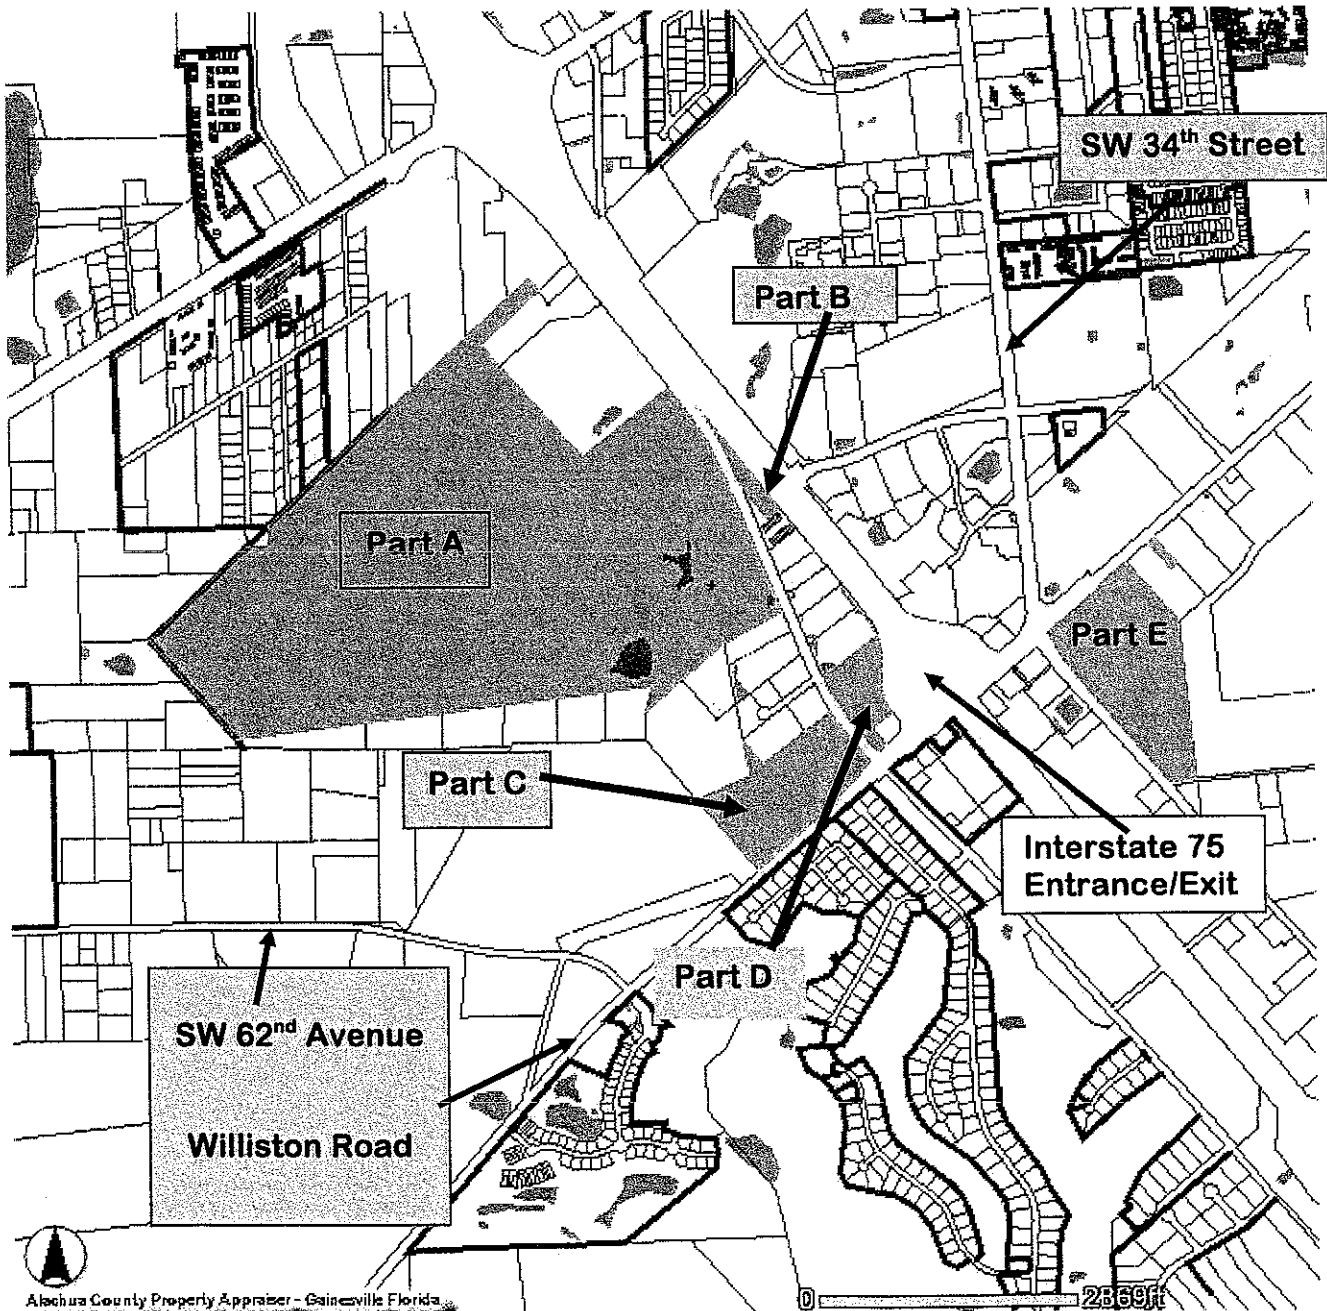 SW 34th Street
Part B
Part A
Part E
Part C
Interstate 75
Entrance/Exit
Part D
SW 62nd Avenue
Williston Road
Alachua County Property Appraiser - Gainesville Florida
0 2869ft